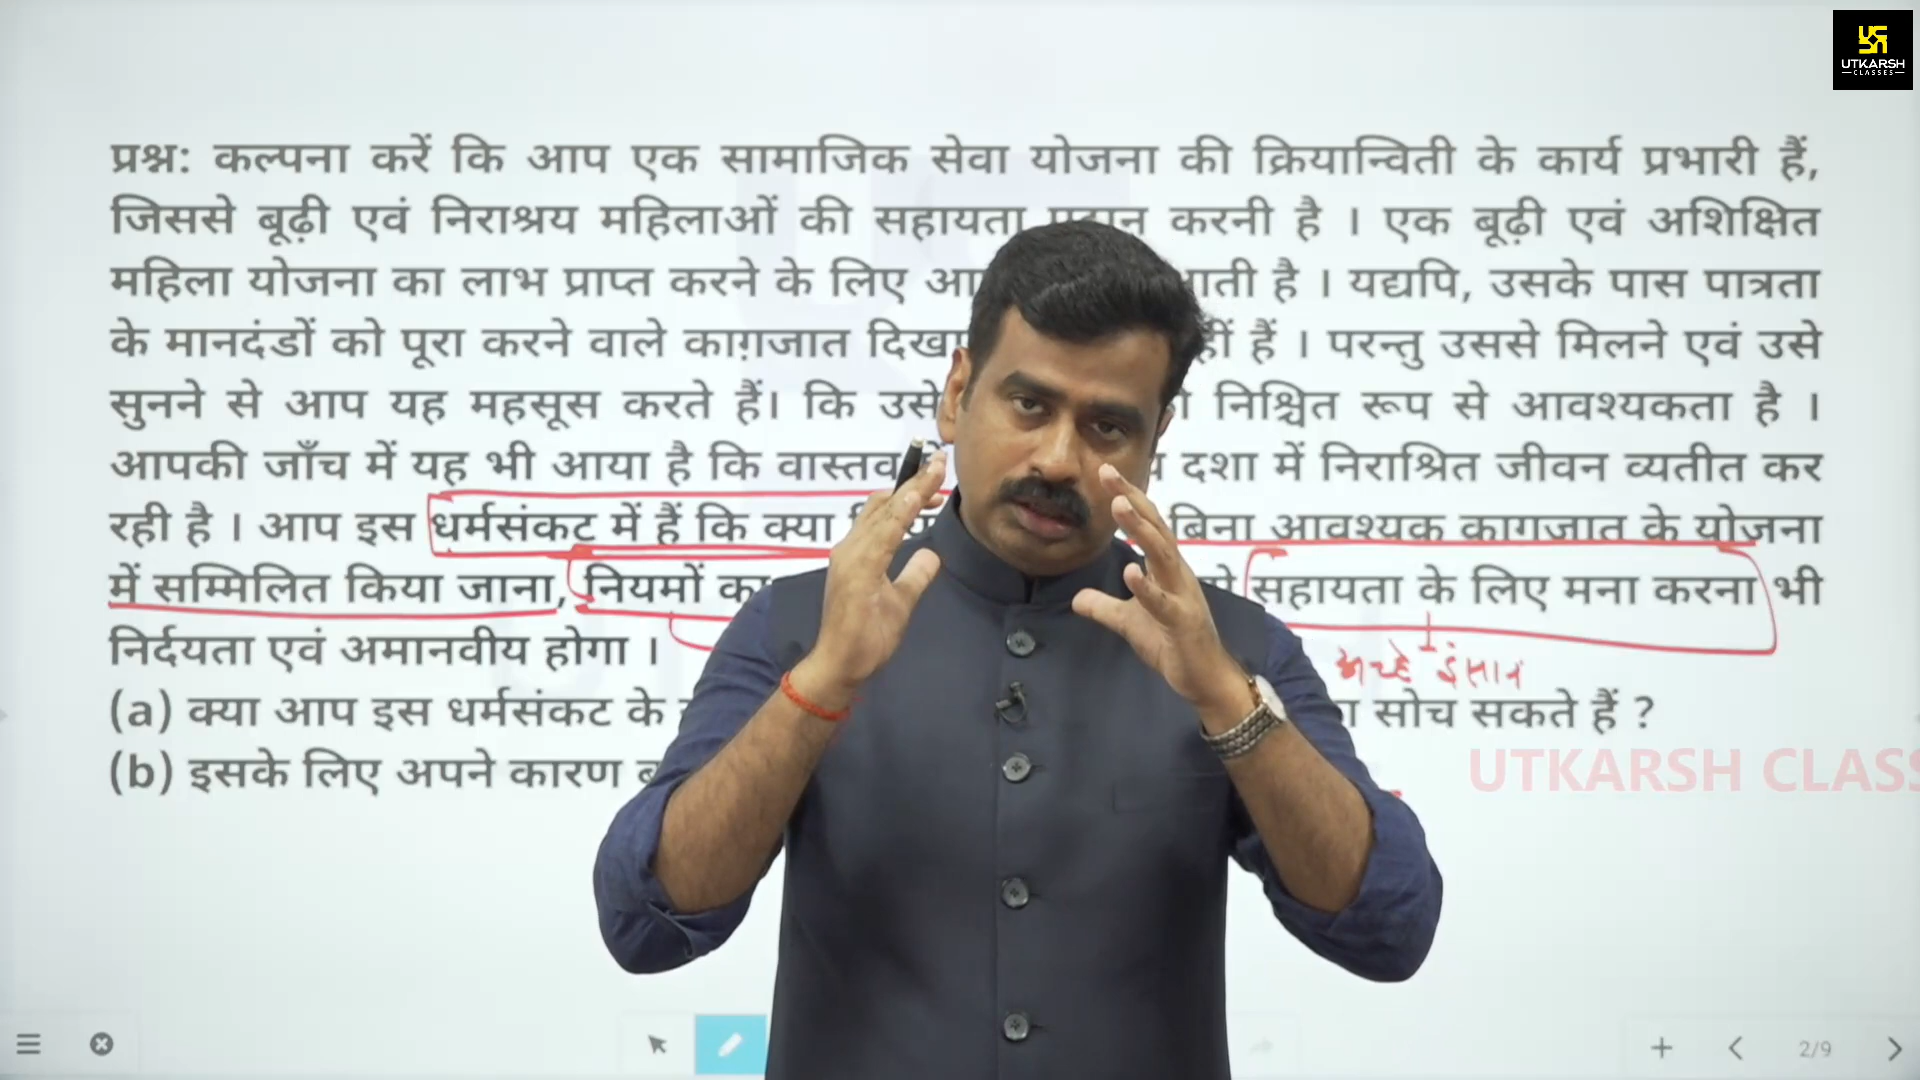 UTKARSH
CLASSES
प्रश्न: कल्पना करें कि आप एक सामाजिक सेवा योजना की क्रियान्विती के कार्य प्रभारी हैं,
जिससे बूढ़ी एवं निराश्रय महिलाओं की सहायता करनी है । एक बूढ़ी एवं अशिक्षित
महिला योजना का लाभ प्राप्त करने के लिए है । यद्यपि, उसके पास पात्रता
के मानदंडों को पूरा करने वाले काग़जात हैं । परन्तु उससे मिलने एवं उसे
सुनने से आप यह महसूस करते हैं। कि निश्चित रूप से आवश्यकता है ।
आपकी जाँच में यह भी आया है कि दशा में निराश्रित जीवन व्यतीत कर
रही है । आप इस धर्मसंकट में हैं कि क्या बिना आवश्यक कागजात के योजना
में सम्मिलित किया जाना, नियमों सहायता के लिए मना करना भी
निर्दयता एवं अमानवीय होगा ।
अच्छे इंसान
(a) क्या आप इस धर्मसंकट के सोच सकते हैं ?
(b) इसके लिए अपने कारण
UTKARSH CLASS
2/9